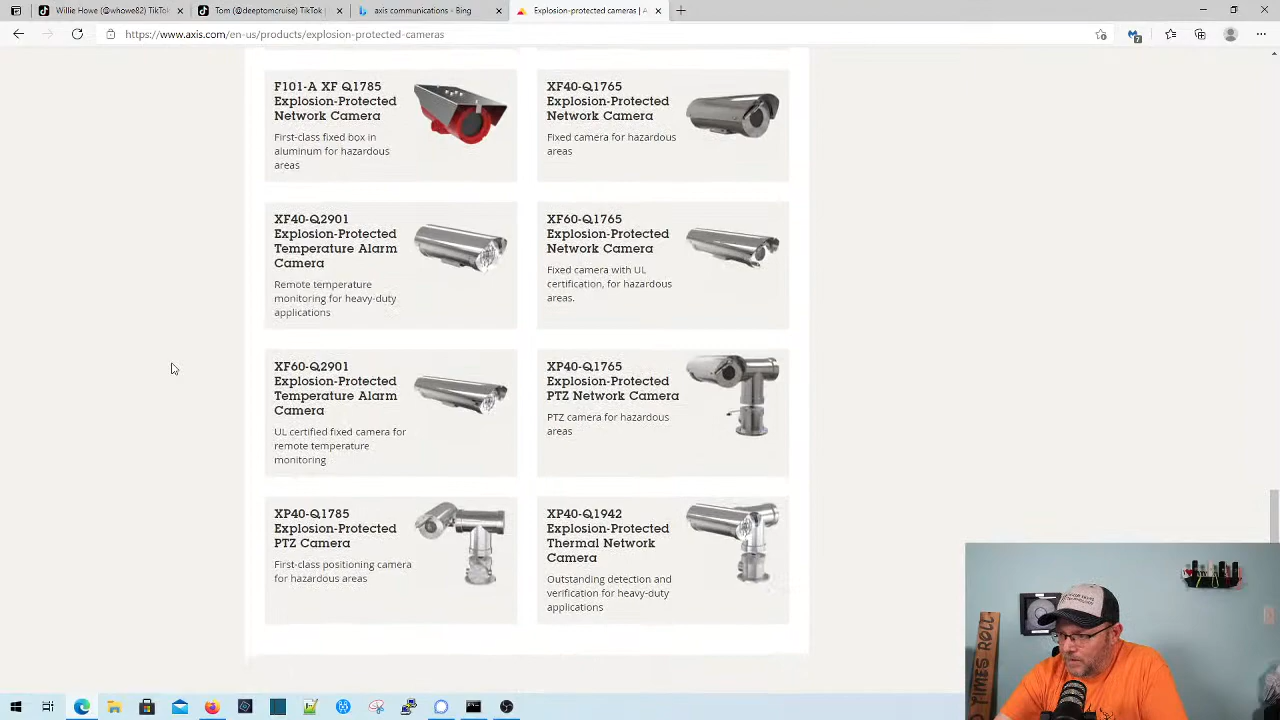 Willie Howe (@whowe82) TikTok
Tom (@deeptomcruise) TikTok
axis communications - Bing
Explosion-protected cameras | A
https://www.axis.com/en-us/products/explosion-protected-cameras
7
F101-A XF Q1785
Explosion-Protected
Network Camera
First-class fixed box in
aluminum for hazardous
areas
XF40-Q1765
Explosion-Protected
Network Camera
Fixed camera for hazardous
areas
XF40-Q2901
Explosion-Protected
Temperature Alarm
Camera
Remote temperature
monitoring for heavy-duty
applications
XF60-Q1765
Explosion-Protected
Network Camera
Fixed camera with UL
certification, for hazardous
areas.
XF60-Q2901
Explosion-Protected
Temperature Alarm
Camera
UL certified fixed camera for
remote temperature
monitoring
XP40-Q1765
Explosion-Protected
PTZ Network Camera
PTZ camera for hazardous
areas
XP40-Q1785
Explosion-Protected
PTZ Camera
First-class positioning camera
for hazardous areas
XP40-Q1942
Explosion-Protected
Thermal Network
Camera
Outstanding detection and
verification for heavy-duty
applications
TIMES ROLL